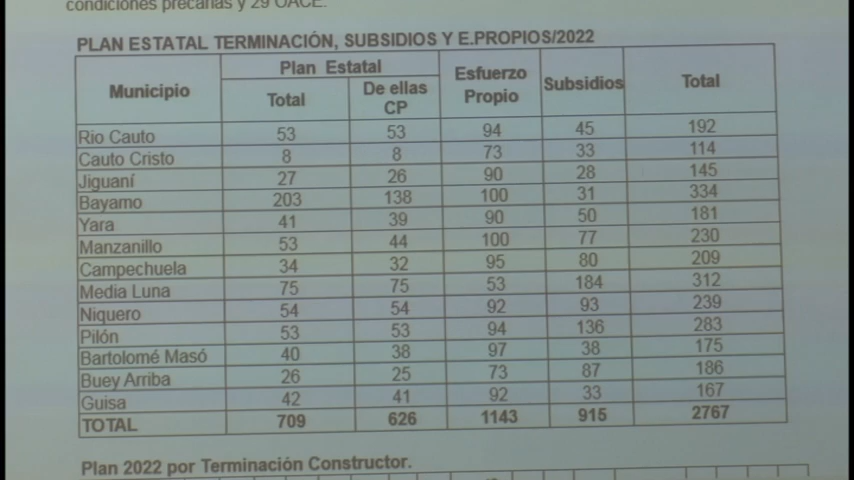 condiciones precarias y 29 OACE.
PLAN ESTATAL TERMINACIÓN, SUBSIDIOS Y E.PROPIOS/2022
Municipio Plan Estatal Esfuerzo Propio Subsidios Total
Total De ellas CP
Rio Cauto 53 53 94 45 192
Cauto Cristo 8 8 73 33 114
Jiguaní 27 26 90 28 145
Bayamo 203 138 100 31 334
Yara 41 39 90 50 181
Manzanillo 53 44 100 77 230
Campechuela 34 32 95 80 209
Media Luna 75 75 53 184 312
Niquero 54 54 92 93 239
Pilón 53 53 94 136 283
Bartolomé Masó 40 38 97 38 175
Buey Arriba 26 25 73 87 186
Guisa 42 41 92 33 167
TOTAL 709 626 1143 915 2767
Plan 2022 por Terminación Constructor.